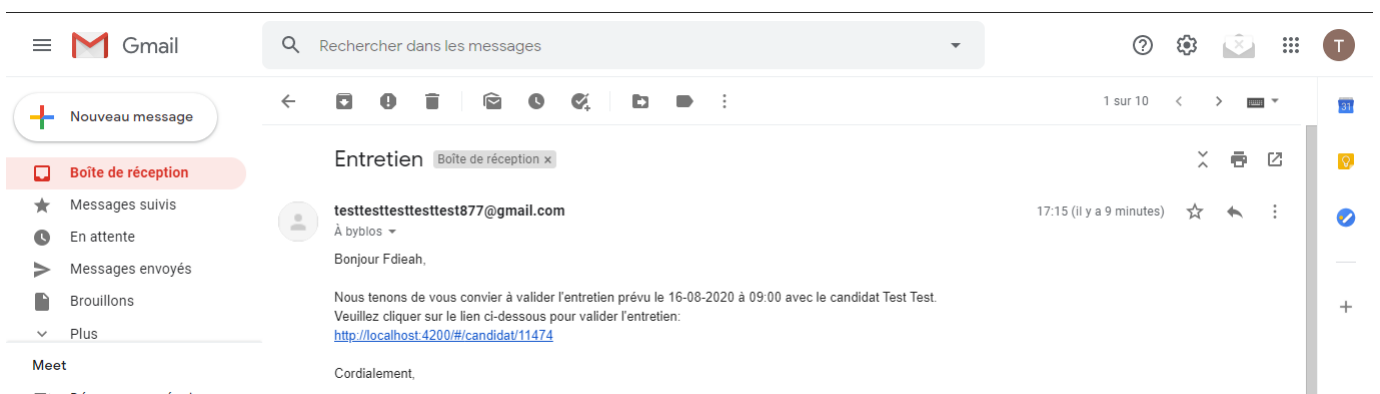 Gmail
Rechercher dans les messages
T
Nouveau message
1 sur 10
31
Entretien Boîte de réception ×
Boîte de réception
Messages suivis
En attente
Messages envoyés
Brouillons
Plus
Meet
testtesttesttesttest877@gmail.com
17:15 (il y a 9 minutes)
À byblos
Bonjour Fdieah,
Nous tenons de vous convier à valider l'entretien prévu le 16-08-2020 à 09:00 avec le candidat Test Test.
Veuillez cliquer sur le lien ci-dessous pour valider l'entretien:
http://localhost:4200/#/candidat/11474
Cordialement,